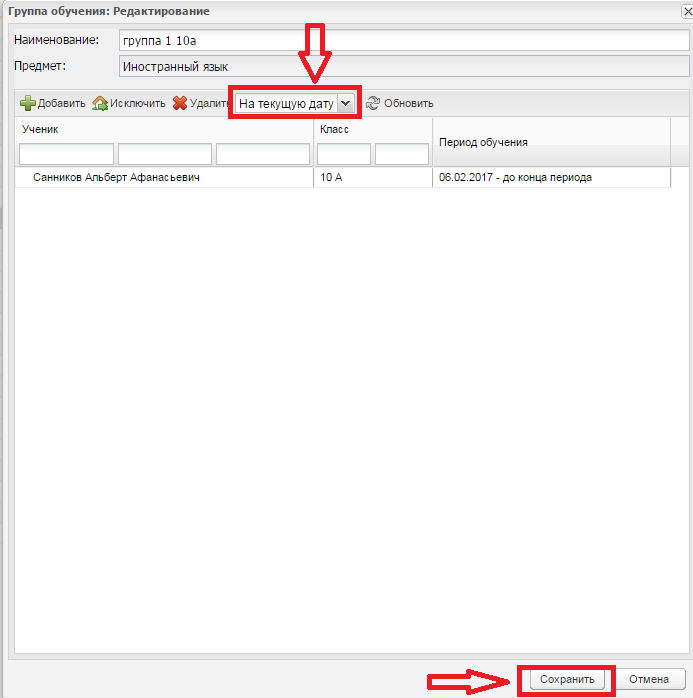 Группа обучения: Редактирование
Наименование: группа 1 10а
Предмет: Иностранный язык
Добавить Исключить Удалить На текущую дату Обновить
Ученик Класс Период обучения
Санников Альберт Афанасьевич 10 А 06.02.2017 - до конца периода
Сохранить Отмена